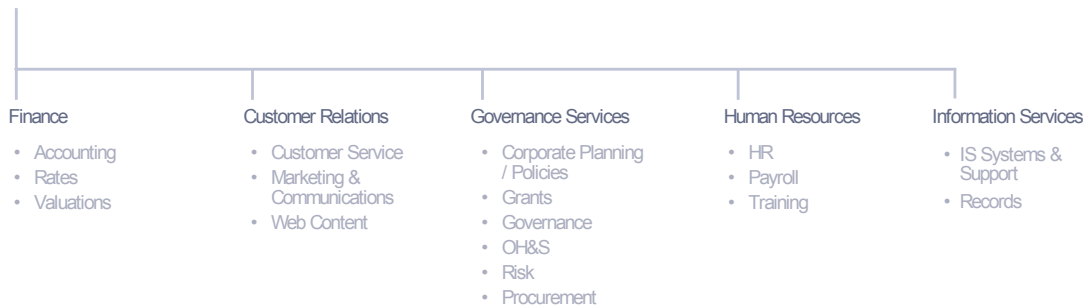 Finance
• Accounting
• Rates
• Valuations
Customer Relations
• Customer Service
• Marketing &
Communications
• Web Content
Governance Services
• Corporate Planning
/ Policies
• Grants
• Governance
• OH&S
• Risk
• Procurement
Human Resources
• HR
• Payroll
• Training
Information Services
• IS Systems &
Support
• Records